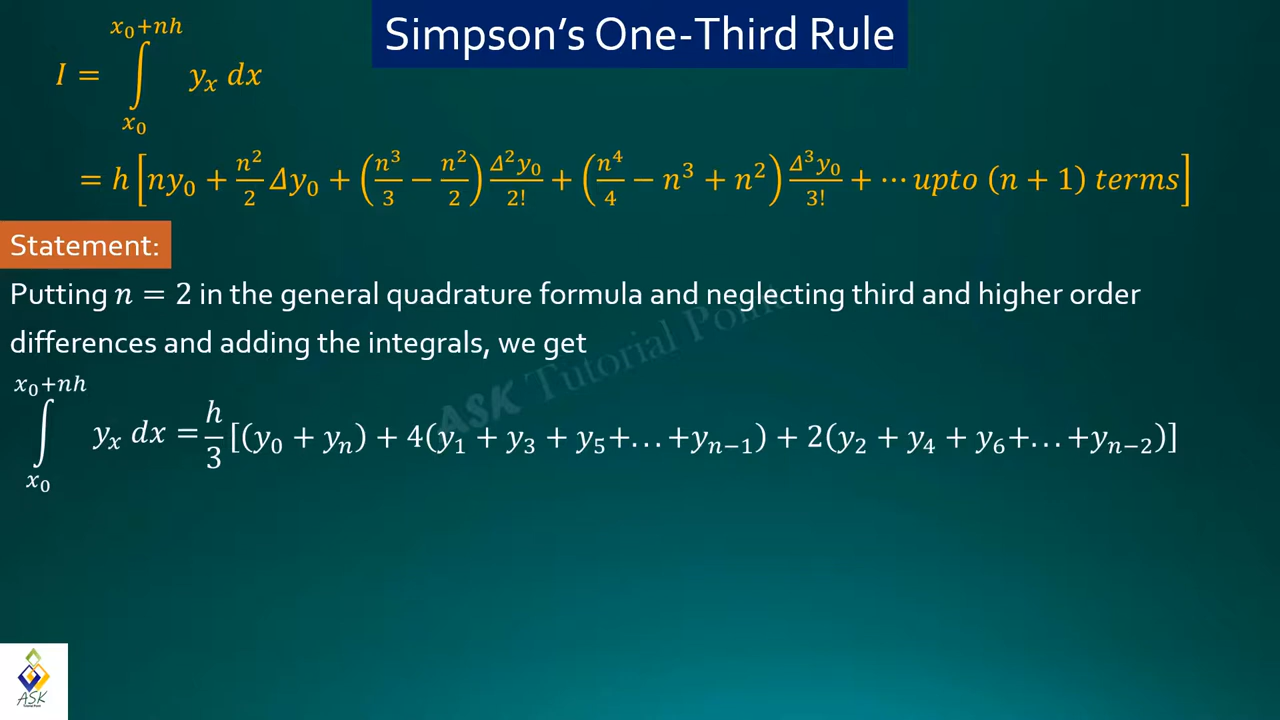 Simpson's One-Third Rule
x₀+nh
I = ∫ yₓ dx
x₀
= h [ny₀ + n²/2 Δy₀ + (n³/3 − n²/2) Δ²y₀/2! + (n⁴/4 − n³ + n²) Δ³y₀/3! + ⋯ upto (n + 1) terms]
Statement:
Putting n = 2 in the general quadrature formula and neglecting third and higher order
differences and adding the integrals, we get
x₀+nh
∫ yₓ dx = h/3 [(y₀ + yₙ) + 4(y₁ + y₃ + y₅+...+yₙ₋₁) + 2(y₂ + y₄ + y₆+...+yₙ₋₂)]
x₀
ASK Tutorial Point
ASK
Tutorial Point